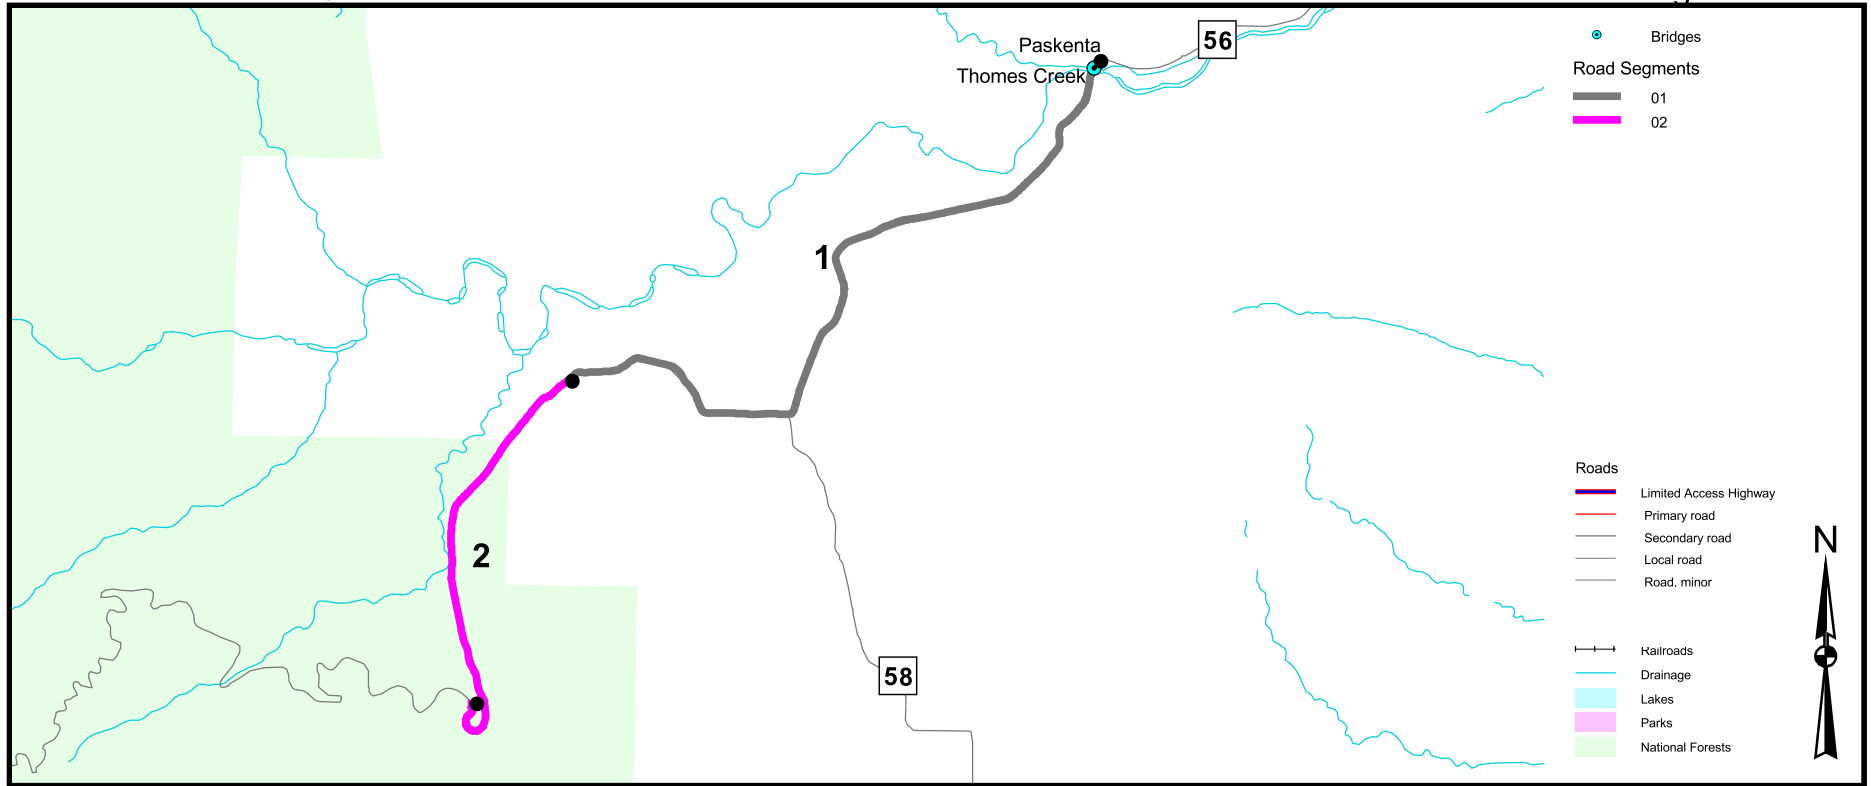 56
Paskenta
Thomes Creek
1
2
58
Bridges
Road Segments
01
02
Roads
Limited Access Highway
Primary road
Secondary road
Local road
Road, minor
Railroads
Drainage
Lakes
Parks
National Forests
N